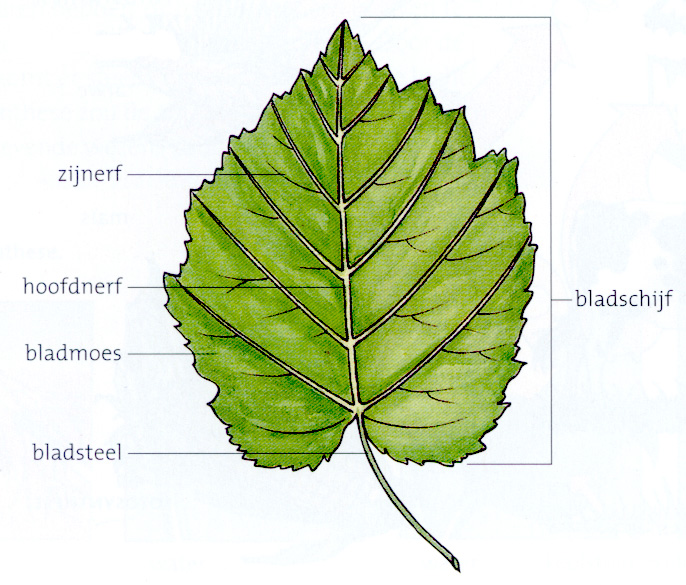 zijnerf
hoofdnerf
bladschijf
bladmoes
bladsteel